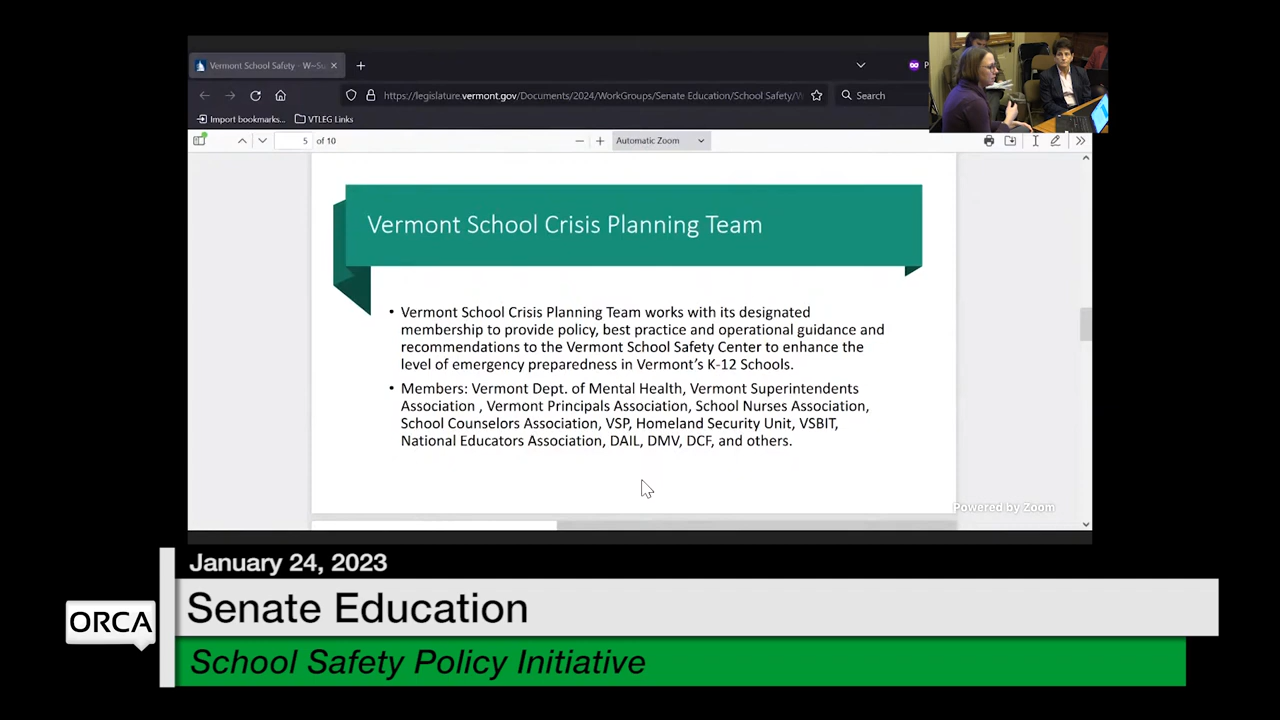 Vermont School Safety - W~Su
P
https://legislature.vermont.gov/Documents/2024/WorkGroups/Senate Education/School Safety/V
Search
Import bookmarks...
VTLEG Links
5 of 10
Automatic Zoom
Vermont School Crisis Planning Team
• Vermont School Crisis Planning Team works with its designated
membership to provide policy, best practice and operational guidance and
recommendations to the Vermont School Safety Center to enhance the
level of emergency preparedness in Vermont's K-12 Schools.
• Members: Vermont Dept. of Mental Health, Vermont Superintendents
Association , Vermont Principals Association, School Nurses Association,
School Counselors Association, VSP, Homeland Security Unit, VSBIT,
National Educators Association, DAIL, DMV, DCF, and others.
Powered by Zoom
January 24, 2023
ORCA
Senate Education
School Safety Policy Initiative